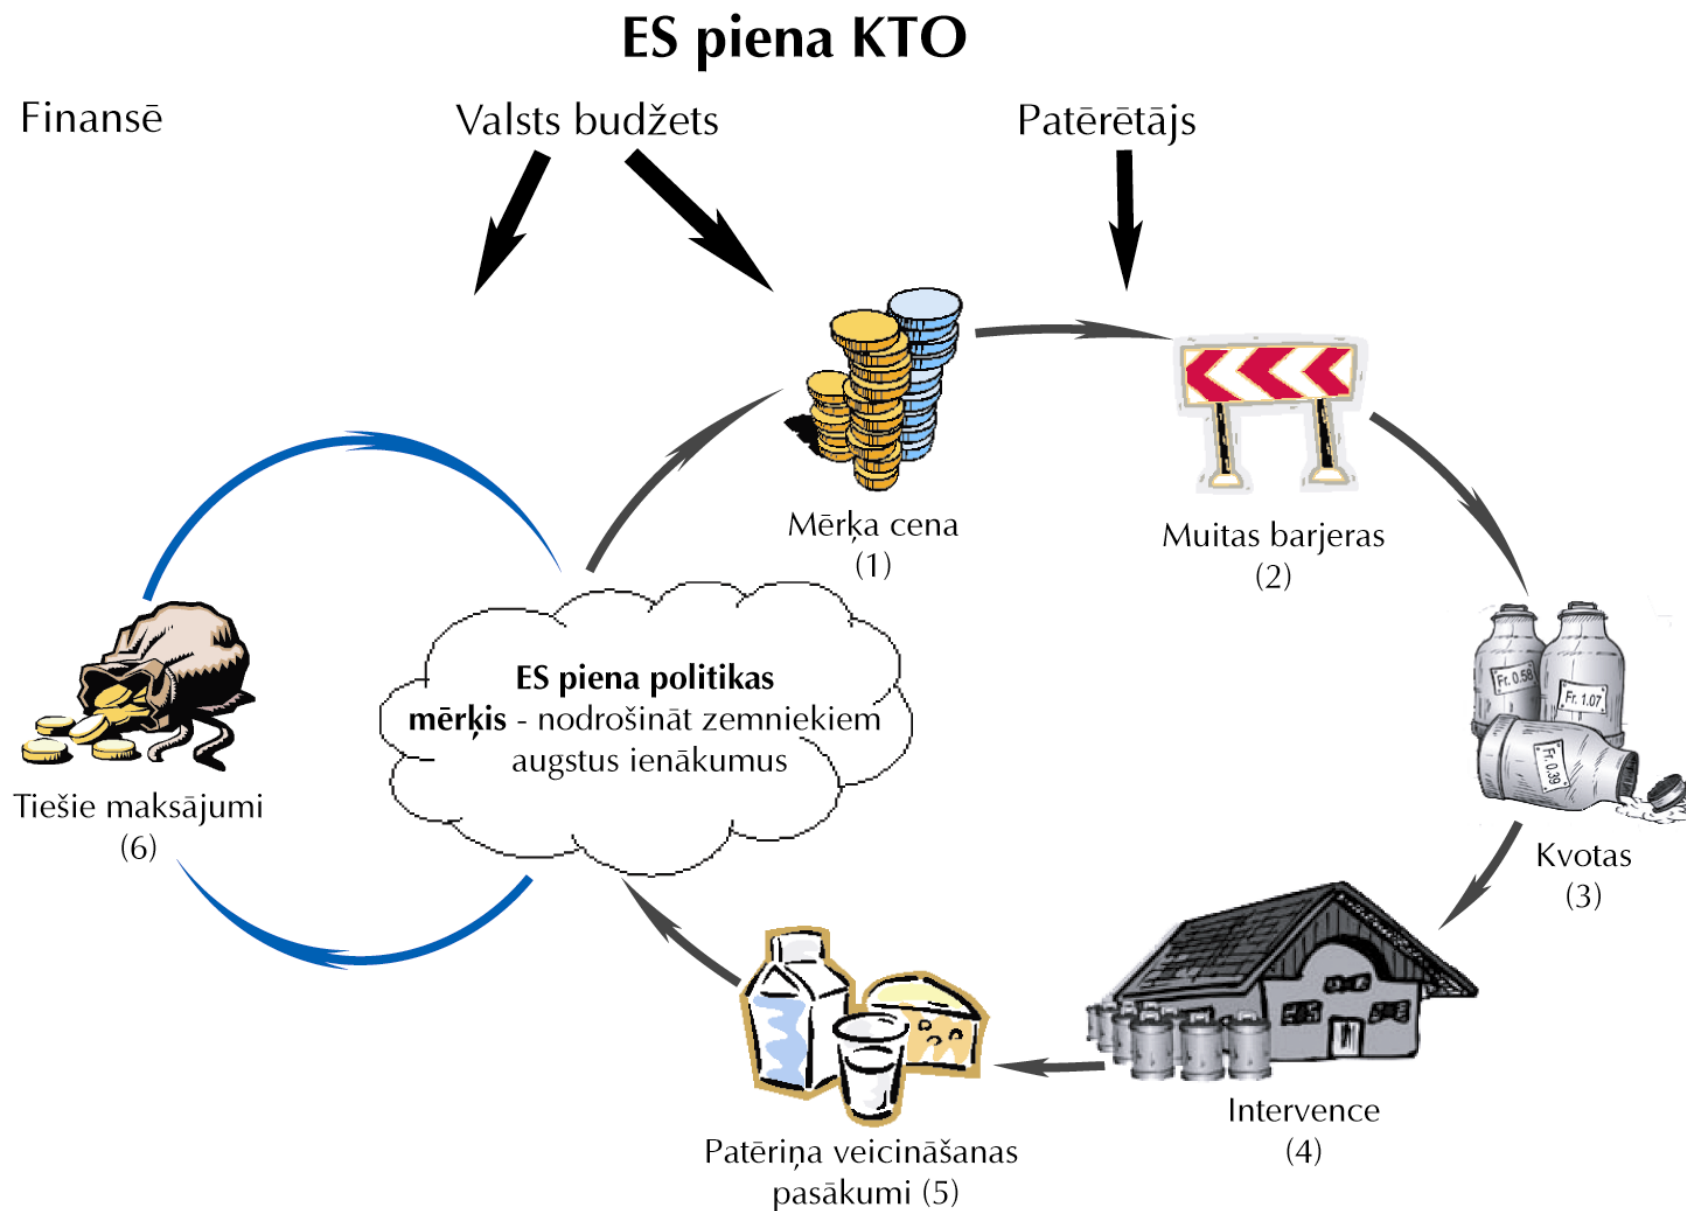 ES piena KTO
Finansē
Valsts budžets
Patērētājs
Mērķa cena
(1)
Muitas barjeras
(2)
Fr. 0.58
Fr. 1.07
Fr. 0.39
Kvotas
(3)
ES piena politikas
mērķis - nodrošināt zemniekiem
augstus ienākumus
Tiešie maksājumi
(6)
Intervence
(4)
Patēriņa veicināšanas
pasākumi (5)